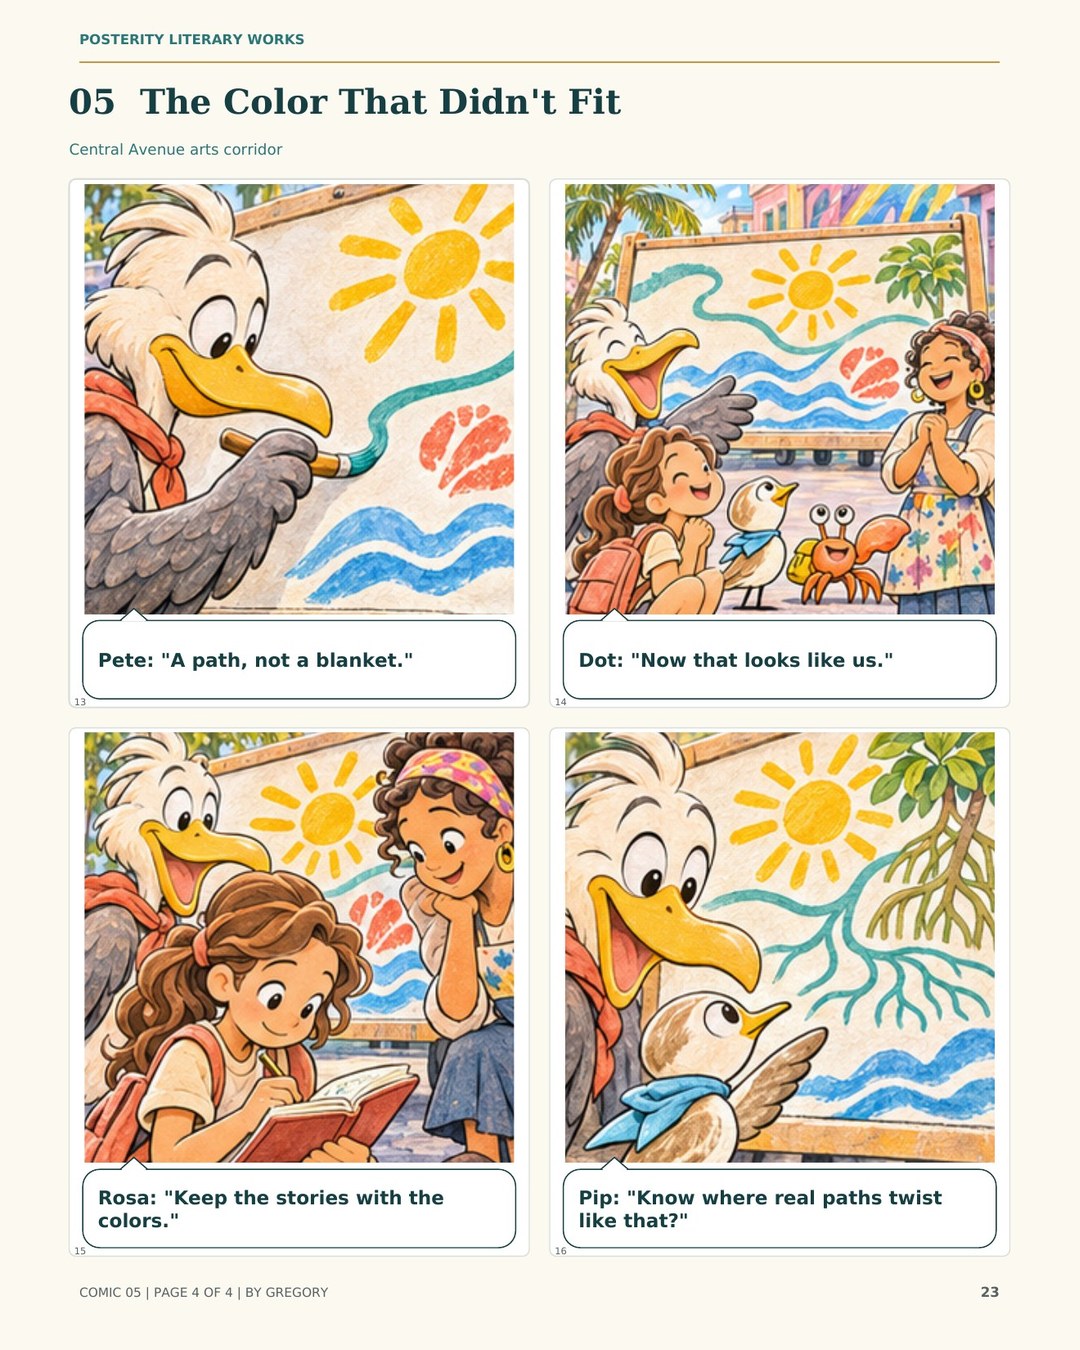 POSTERITY LITERARY WORKS
05 The Color That Didn't Fit
Central Avenue arts corridor
Pete: "A path, not a blanket."
13
Dot: "Now that looks like us."
14
Rosa: "Keep the stories with the
colors."
15
Pip: "Know where real paths twist
like that?"
16
COMIC 05 | PAGE 4 OF 4 | BY GREGORY
23